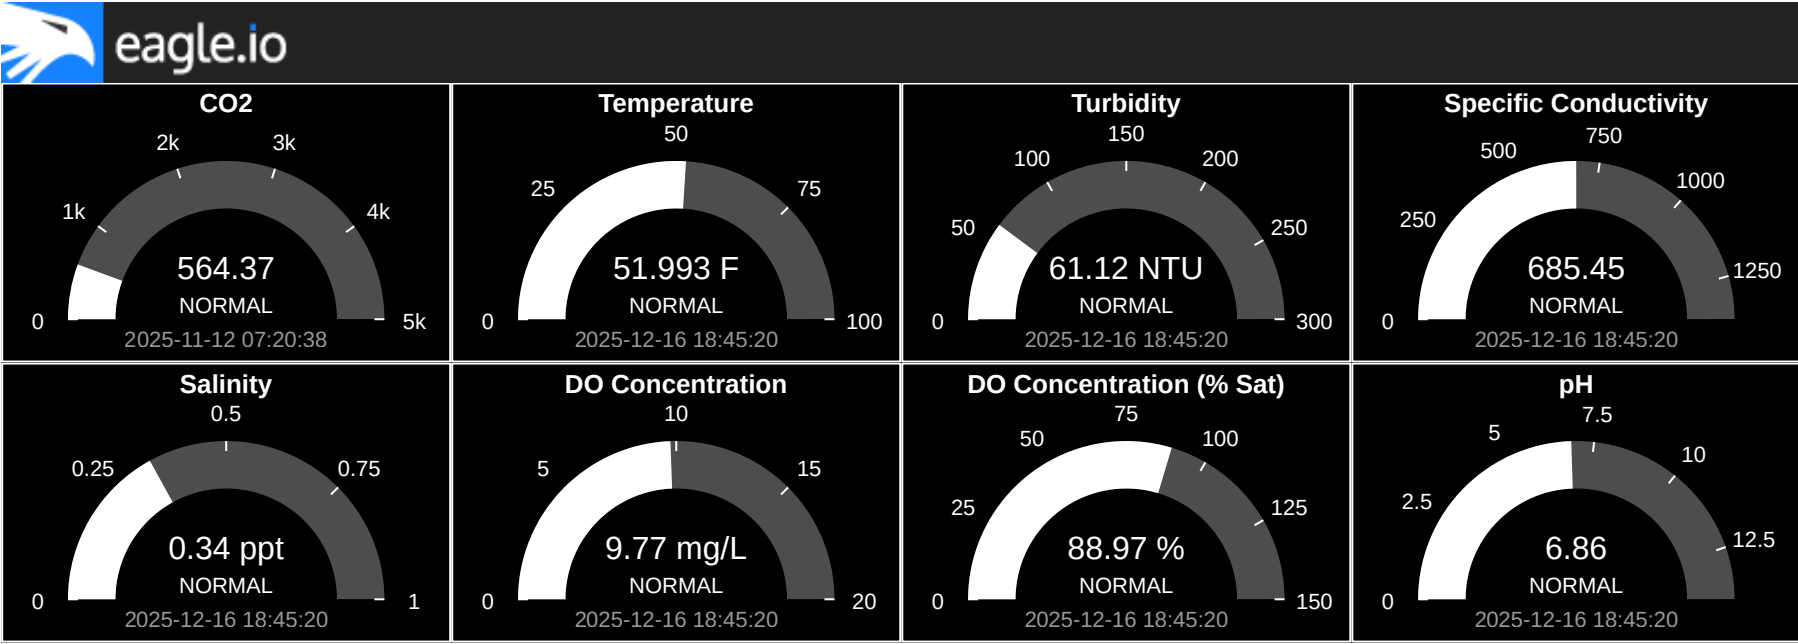 eagle.io
CO2
0
1k
2k
3k
4k
5k
564.37
NORMAL
2025-11-12 07:20:38
Temperature
0
25
50
75
100
51.993 F
NORMAL
2025-12-16 18:45:20
Turbidity
0
50
100
150
200
250
300
61.12 NTU
NORMAL
2025-12-16 18:45:20
Specific Conductivity
0
250
500
750
1000
1250
685.45
NORMAL
2025-12-16 18:45:20
Salinity
0
0.25
0.5
0.75
1
0.34 ppt
NORMAL
2025-12-16 18:45:20
DO Concentration
0
5
10
15
20
9.77 mg/L
NORMAL
2025-12-16 18:45:20
DO Concentration (% Sat)
0
25
50
75
100
125
150
88.97 %
NORMAL
2025-12-16 18:45:20
pH
0
2.5
5
7.5
10
12.5
6.86
NORMAL
2025-12-16 18:45:20